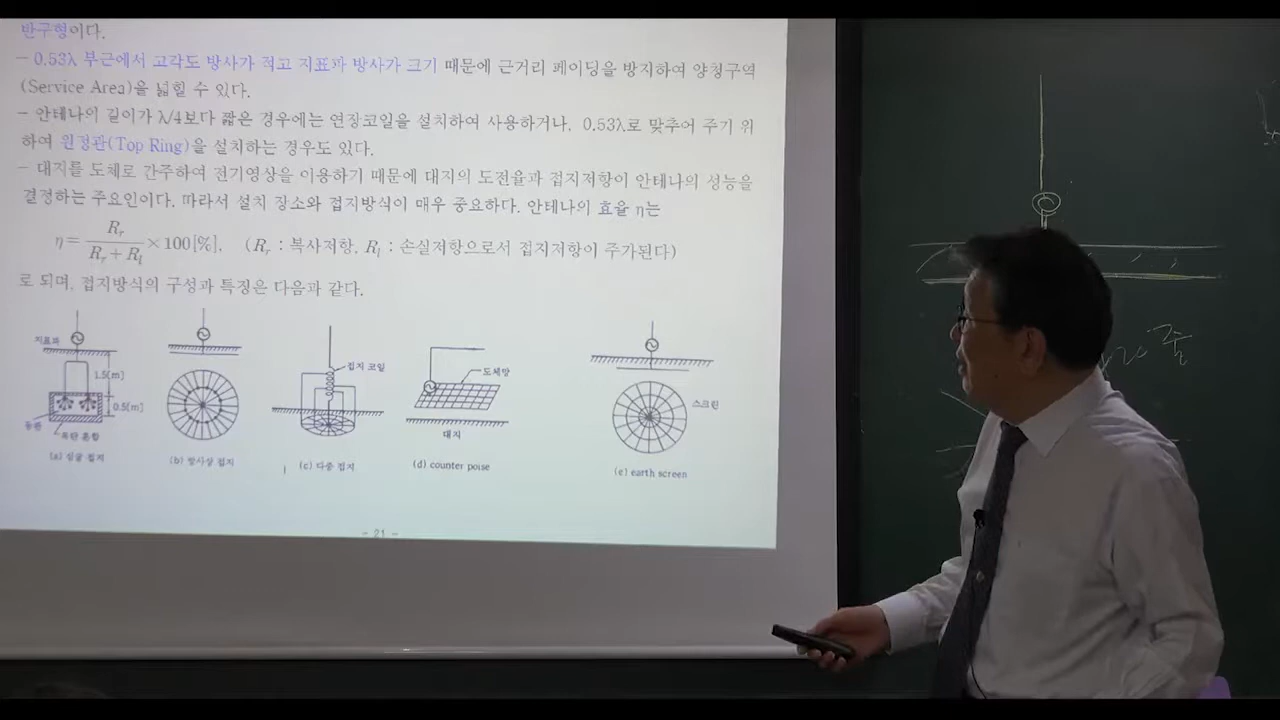 반구형이다.
- 0.53λ 부근에서 고각도 방사가 적고 지표파 방사가 크기 때문에 근거리 페이딩을 방지하여 양청구역
(Service Area)을 넓힐 수 있다.
- 안테나의 길이가 λ/4보다 짧은 경우에는 연장코일을 설치하여 사용하거나, 0.53λ로 맞추어 주기 위
하여 원정관(Top Ring)을 설치하는 경우도 있다.
- 대지를 도체로 간주하여 전기영상을 이용하기 때문에 대지의 도전율과 접지저항이 안테나의 성능을
결정하는 주요인이다. 따라서 설치 장소와 접지방식이 매우 중요하다. 안테나의 효율 η는
η = Rr / (Rr + Rl) × 100[%], (Rr : 복사저항, Rl : 손실저항으로서 접지저항이 주가된다)
로 되며, 접지방식의 구성과 특징은 다음과 같다.
지표파
1.5[m]
0.5[m]
동판
목탄 혼합
(a) 심굴 접지
(b) 방사상 접지
접지 코일
(c) 다중 접지
도체망
대지
(d) counter poise
스크린
(e) earth screen
- 21 -